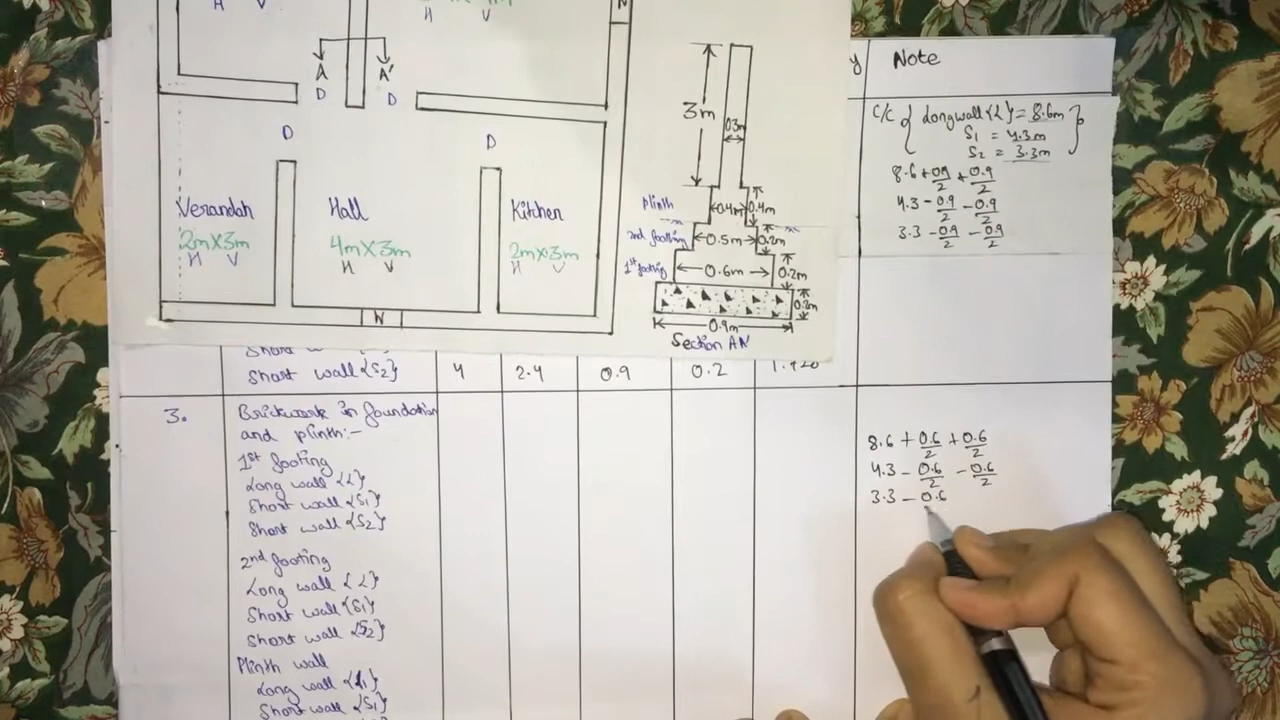 H V
H V
N
A A'
D D
D D
Verandah Hall Kitchen
2m×3m 4m×3m 2m×3m
H V H V H V
W
3m
0.3m
plinth 0.4m 0.4m
2nd footing 0.5m 0.2m
1st footing 0.6m 0.2m
0.2m
0.9m
Section AA'
y Note
C/C { Long wall {L} = 8.6m }
S1 = 4.3m
S2 = 3.3m
8.6 + 0.9/2 + 0.9/2
4.3 - 0.9/2 - 0.9/2
3.3 - 0.9/2 - 0.9/2
Short wall {S2} 4 2.4 0.9 0.2
3. Brickwork in foundation
and plinth:-
1st footing
Long wall {L}
Short wall {S1}
Short wall {S2}
2nd footing
Long wall {L}
Short wall {S1}
Short wall {S2}
Plinth wall
Long wall
Short wall {S1}
8.6 + 0.6/2 + 0.6/2
4.3 - 0.6/2 - 0.6/2
3.3 - 0.6